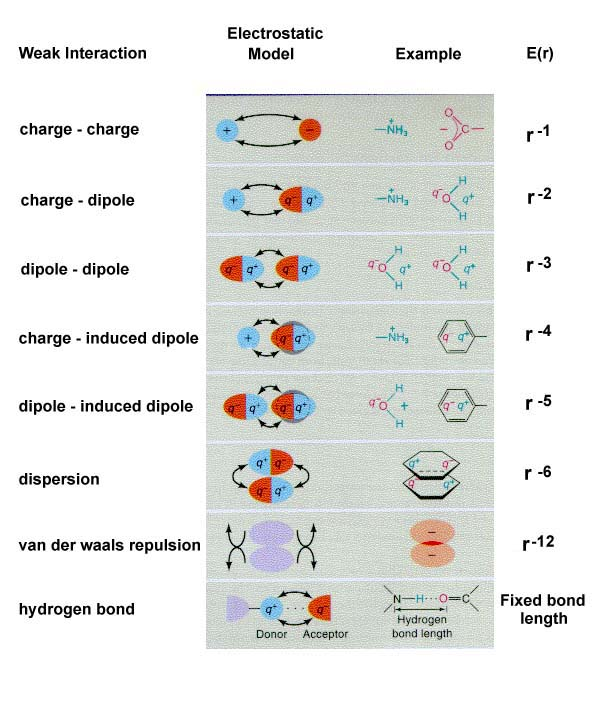 Weak Interaction
Electrostatic
Model
Example
E(r)
charge - charge
+
−
+
—NH3
O
C
O
−
r -1
charge - dipole
+
q−
q+
+
—NH3
H
q−
O
q+
H
r -2
dipole - dipole
q−
q+
q−
q+
H
q−
O
q+
H
H
q−
O
q+
H
r -3
charge - induced dipole
+
q−
q+
+
—NH3
q−
q+
r -4
dipole - induced dipole
q−
q+
q−
q+
H
q−
O
+
H
q−
q+
r -5
dispersion
q+
q−
q−
q+
q+
q−
q−
q+
r -6
van der waals repulsion
−
−
r-12
hydrogen bond
q+
q−
Donor
Acceptor
N—H···O=C
Hydrogen
bond length
Fixed bond
length